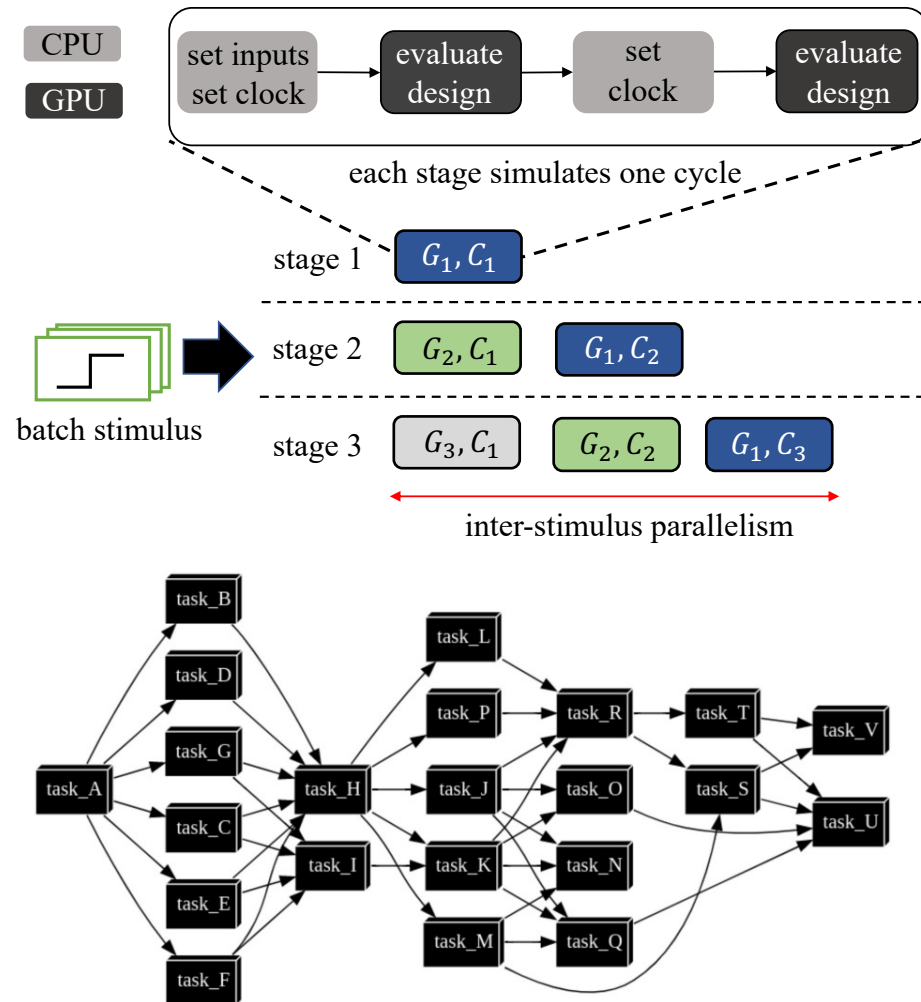 CPU
GPU
set inputs
set clock
evaluate
design
set
clock
evaluate
design
each stage simulates one cycle
stage 1
G₁, C₁
stage 2
G₂, C₁
G₁, C₂
batch stimulus
stage 3
G₃, C₁
G₂, C₂
G₁, C₃
inter-stimulus parallelism
task_B
task_L
task_D
task_P
task_R
task_T
task_V
task_G
task_A
task_H
task_J
task_O
task_S
task_U
task_C
task_I
task_K
task_N
task_E
task_M
task_Q
task_F